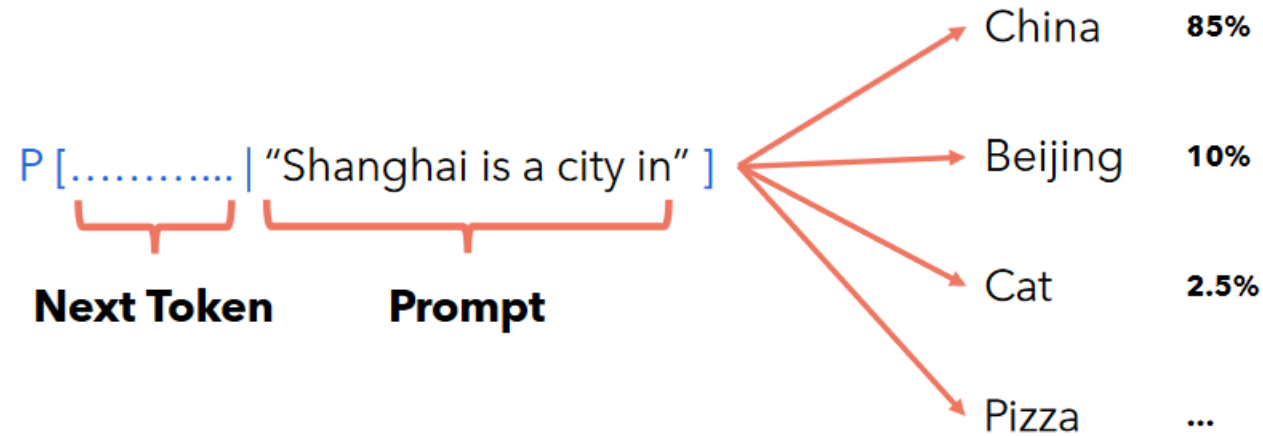 China 85%
P [………... | “Shanghai is a city in” ]
Beijing 10%
Next Token
Prompt
Cat 2.5%
Pizza ...